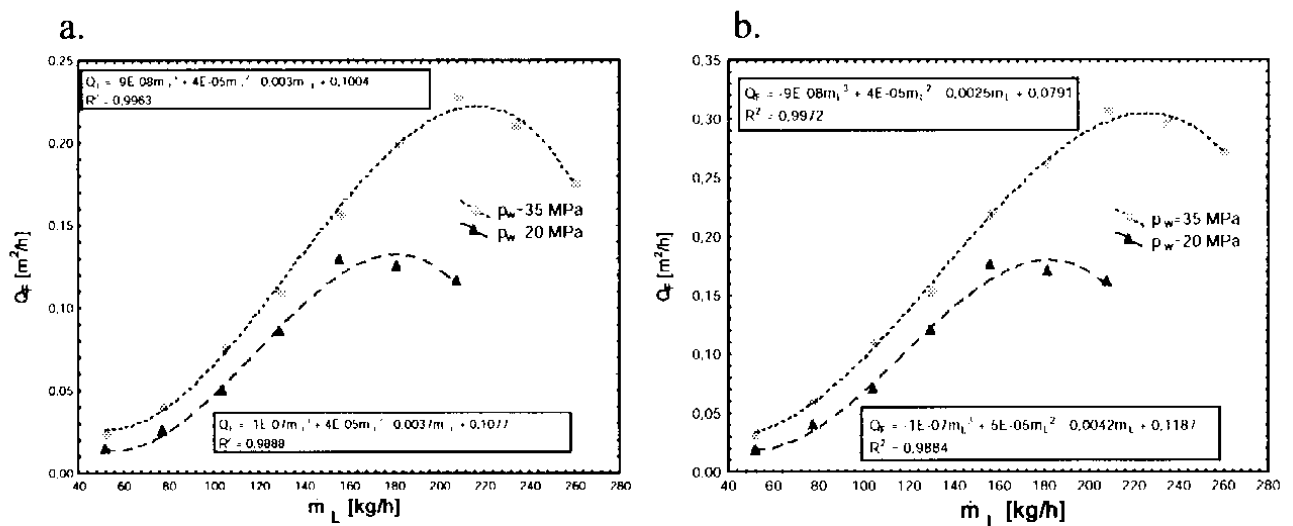 a.
0.25
0.20
0.15
0.10
0.05
0.00
Q_F [m²/h]
R² = 0,9963
p_w=35 MPa
p_w 20 MPa
R² = 0,9888
40 60 80 100 120 140 160 180 200 220 240 260 280
ṁ_L [kg/h]
b.
0,35
0,30
0,25
0,20
0,15
0,10
0,05
0,00
Q_F [m²/h]
Q_F = -9E 08m_L³ + 4E-05m_L² 0,0025m_L + 0,0791
R² = 0,9972
p_w=35 MPa
p_w=20 MPa
Q_F = -1E-07m_L³ + 5E-05m_L² 0,0042m_L + 0,1187
R² = 0,9884
40 60 80 100 120 140 160 180 200 220 240 260 280
ṁ_L [kg/h]